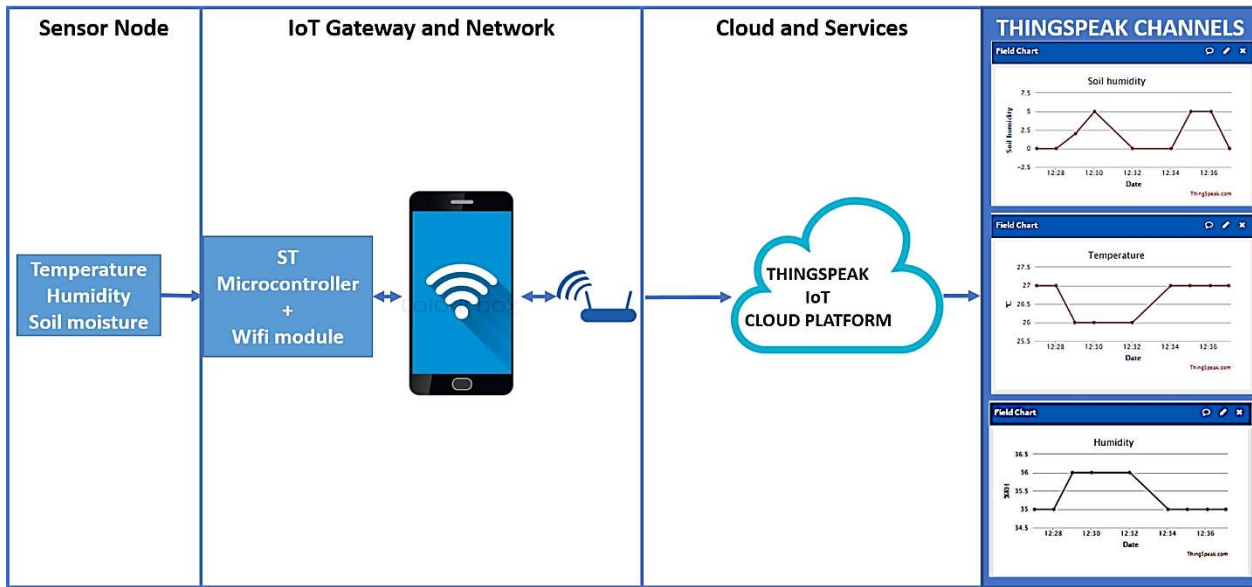 Sensor Node
IoT Gateway and Network
Cloud and Services
THINGSPEAK CHANNELS
Temperature
Humidity
Soil moisture
ST
Microcontroller
+
Wifi module
THINGSPEAK
IoT
CLOUD PLATFORM
Field Chart
Soil humidity
Soil humidity
7.5
5
2.5
0
-2.5
12:28 12:30 12:32 12:34 12:36
Date
ThingSpeak.com
Field Chart
Temperature
°C
27.5
27
26.5
26
25.5
12:28 12:30 12:32 12:34 12:36
Date
ThingSpeak.com
Field Chart
Humidity
%RH
36.5
36
35.5
35
34.5
12:28 12:30 12:32 12:34 12:36
Date
ThingSpeak.com